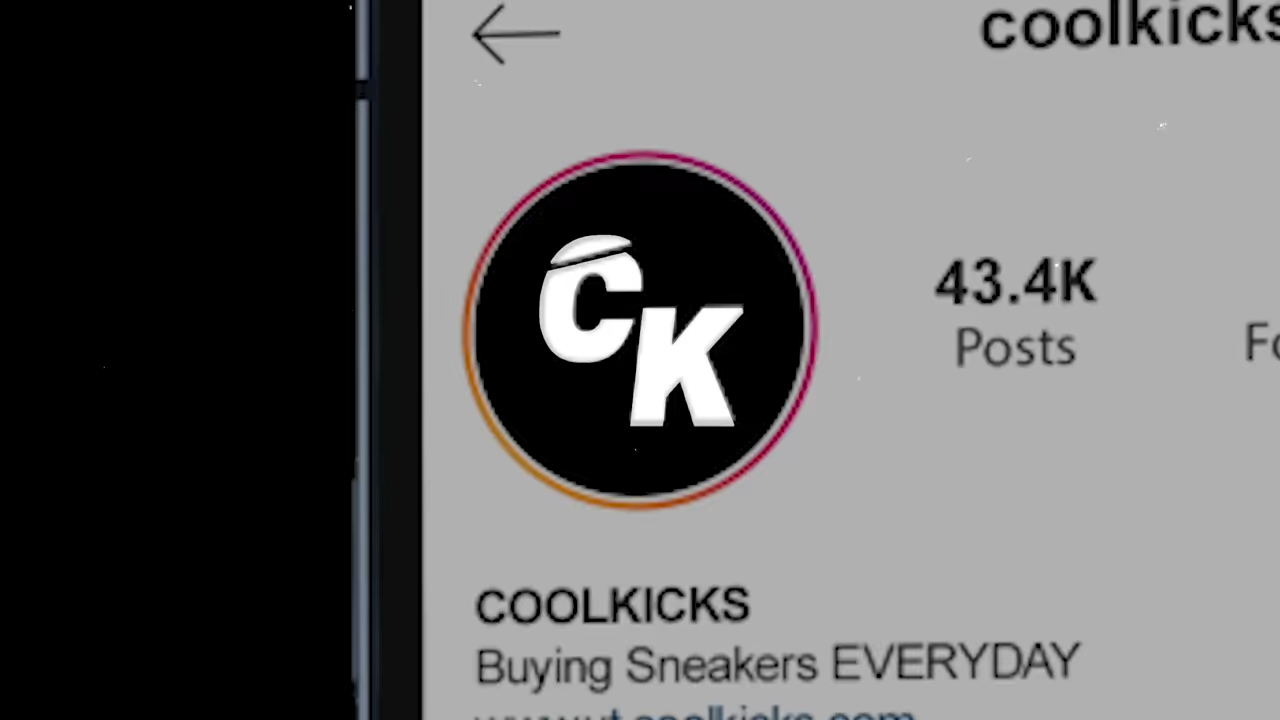 coolkicks
CK
43.4K
Posts
COOLKICKS
Buying Sneakers EVERYDAY